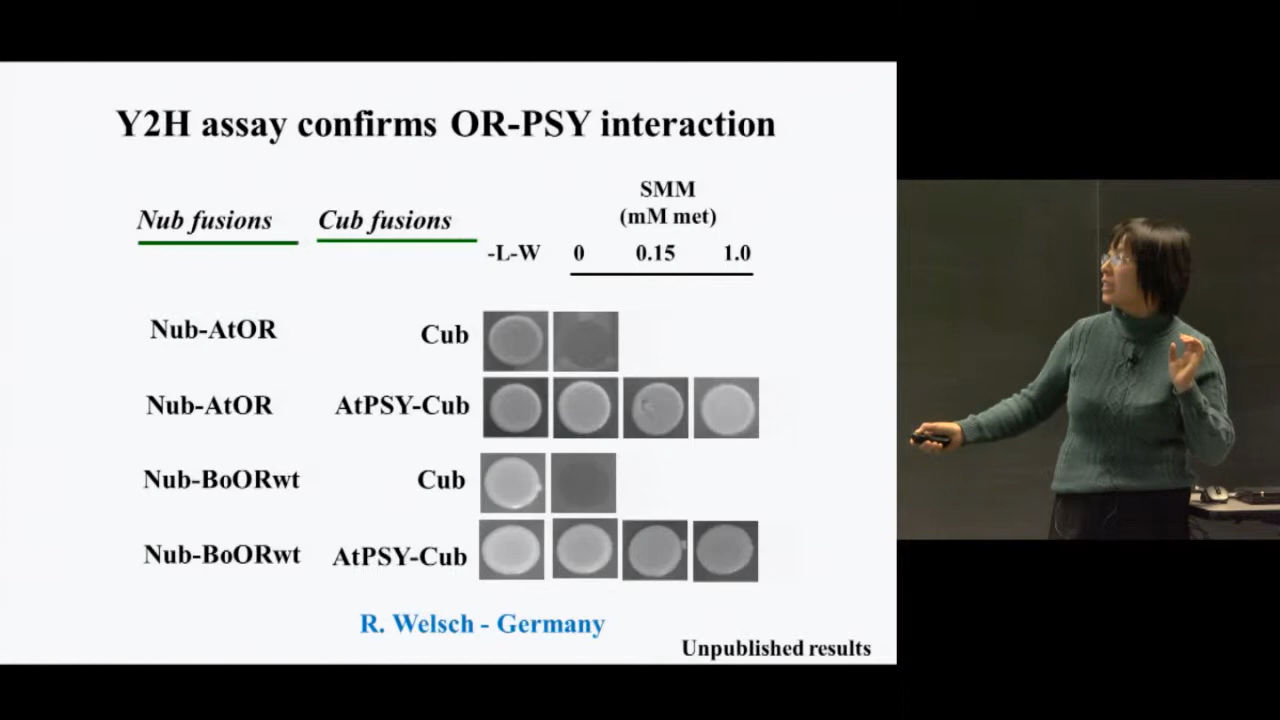 Y2H assay confirms OR-PSY interaction
SMM
(mM met)
Nub fusions Cub fusions
-L-W 0 0.15 1.0
Nub-AtOR Cub
Nub-AtOR AtPSY-Cub
Nub-BoORwt Cub
Nub-BoORwt AtPSY-Cub
R. Welsch - Germany
Unpublished results